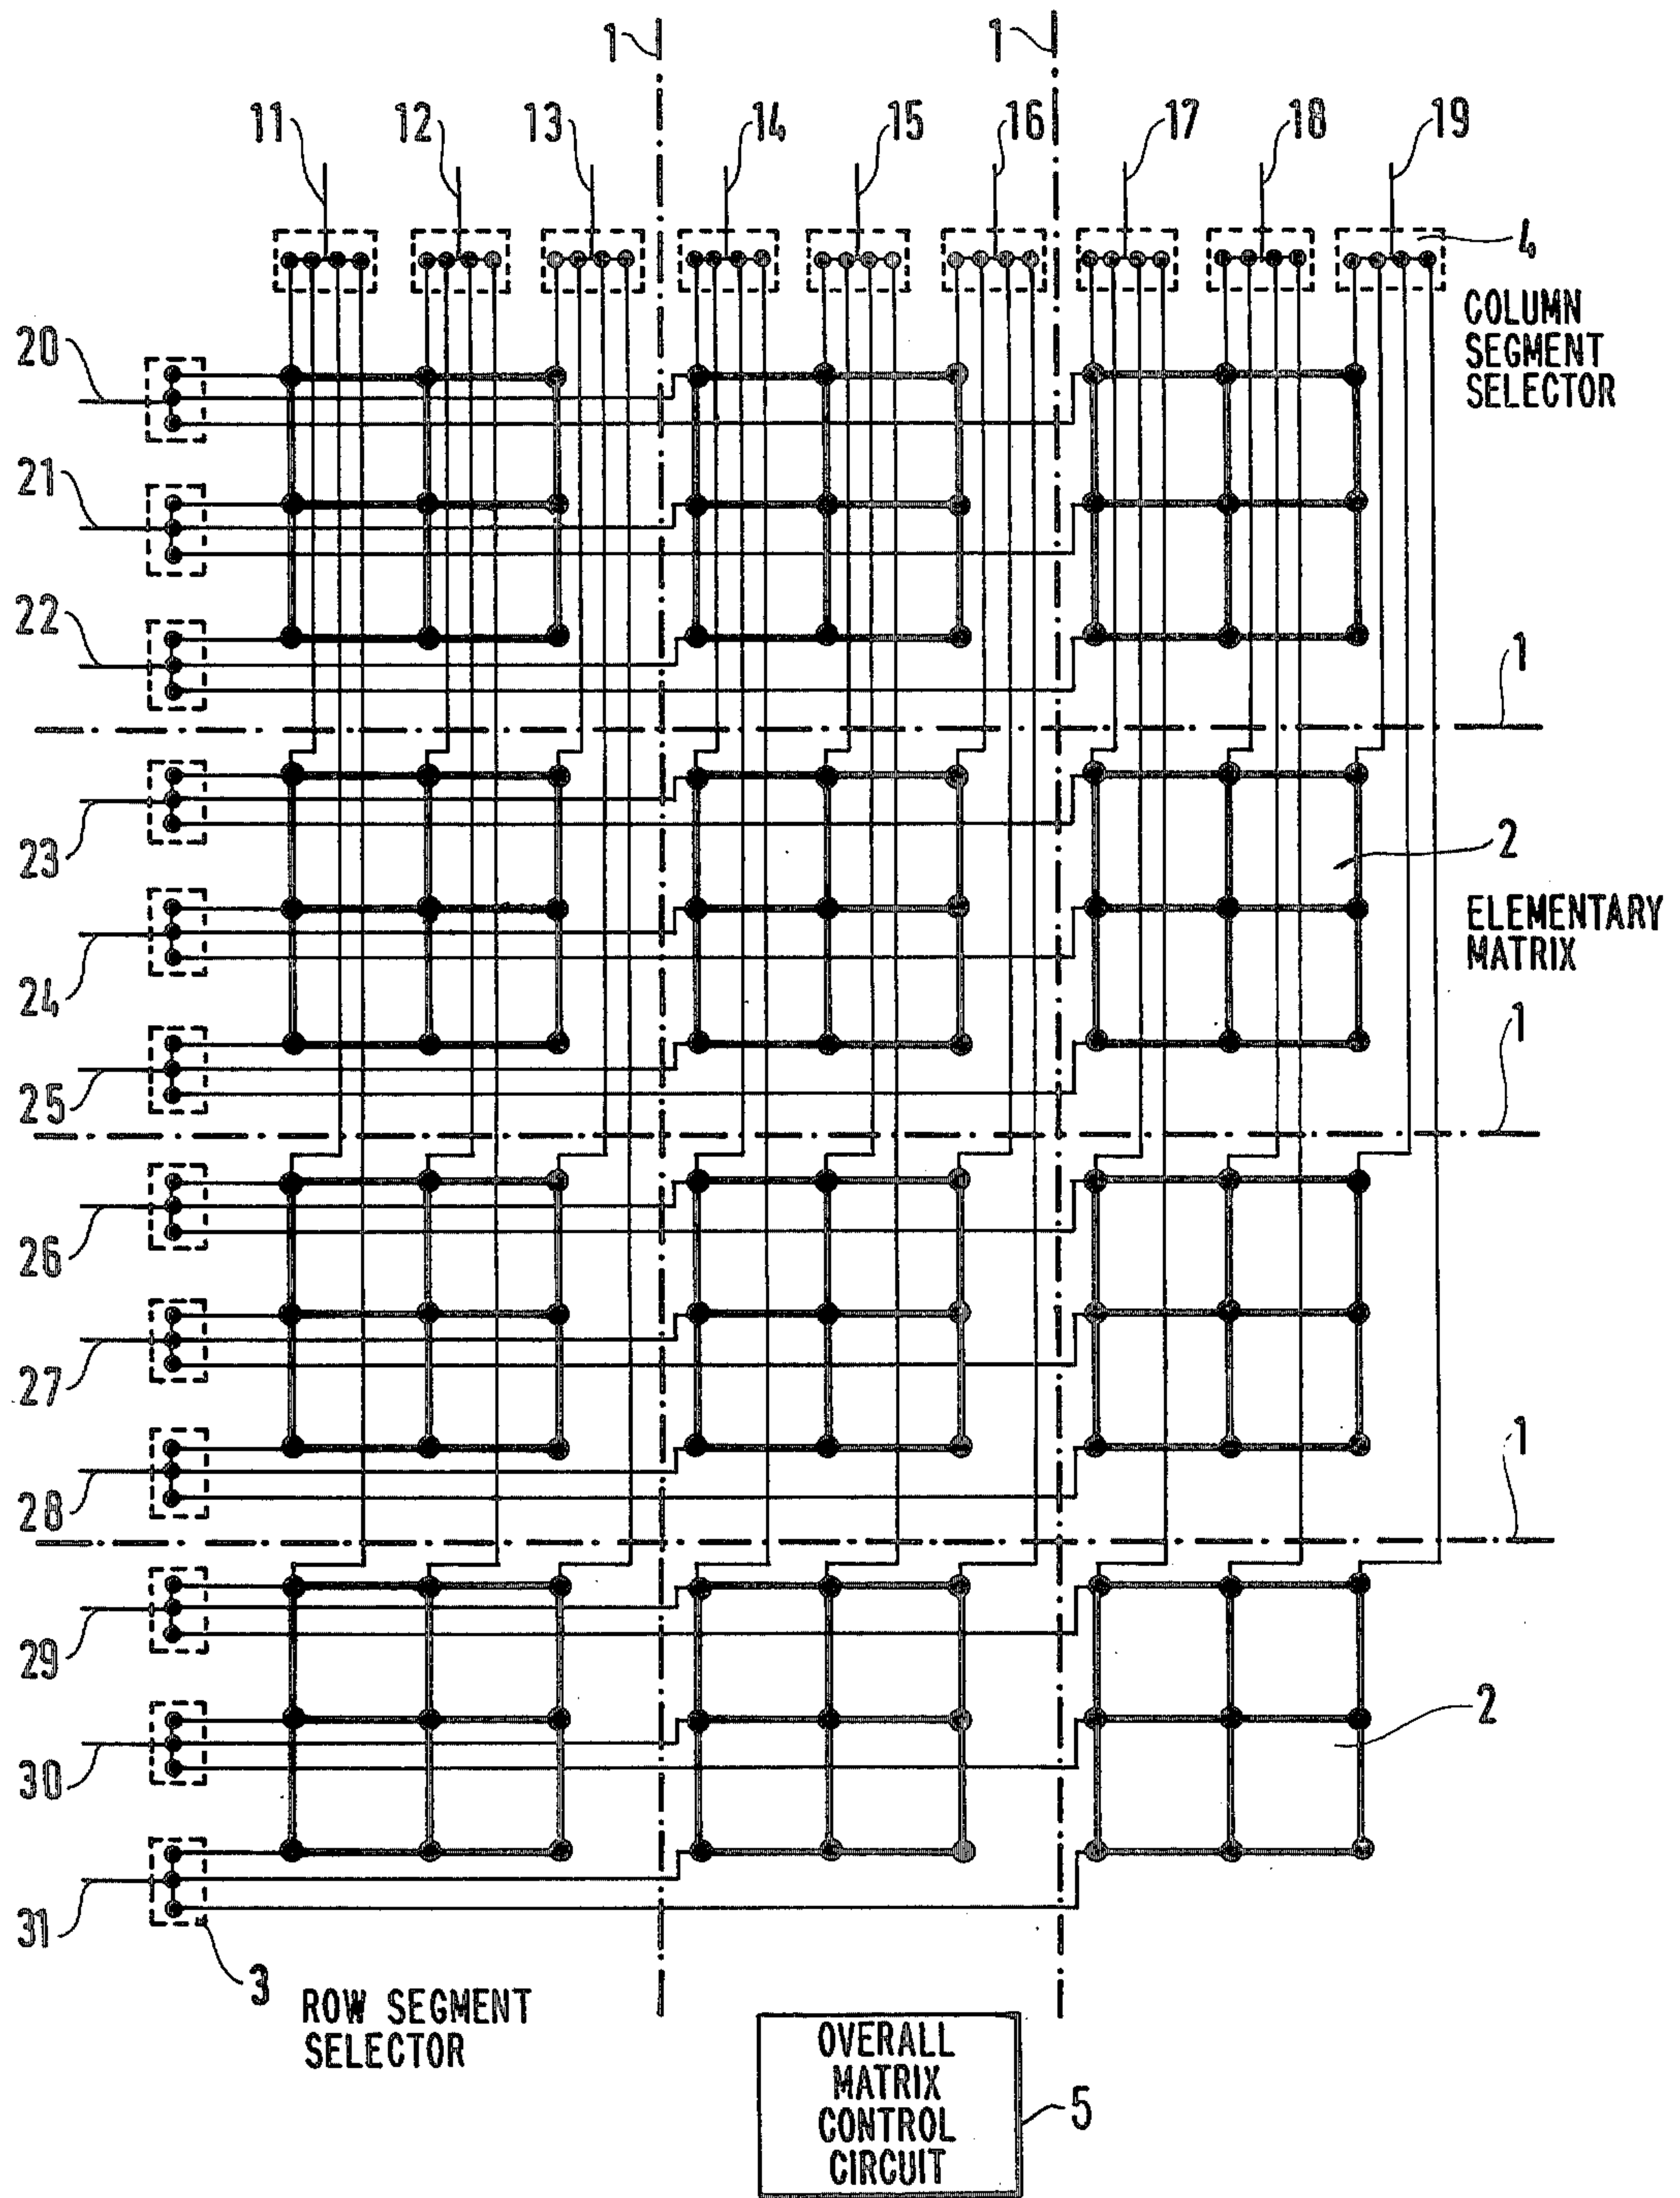 1 1
11 12 13 14 15 16 17 18 19
4
COLUMN
SEGMENT
SELECTOR
20
21
22
1
23
2
ELEMENTARY
MATRIX
24
1
25
26
27
1
28
29
2
30
31
3 ROW SEGMENT
SELECTOR
OVERALL
MATRIX
CONTROL
CIRCUIT
5